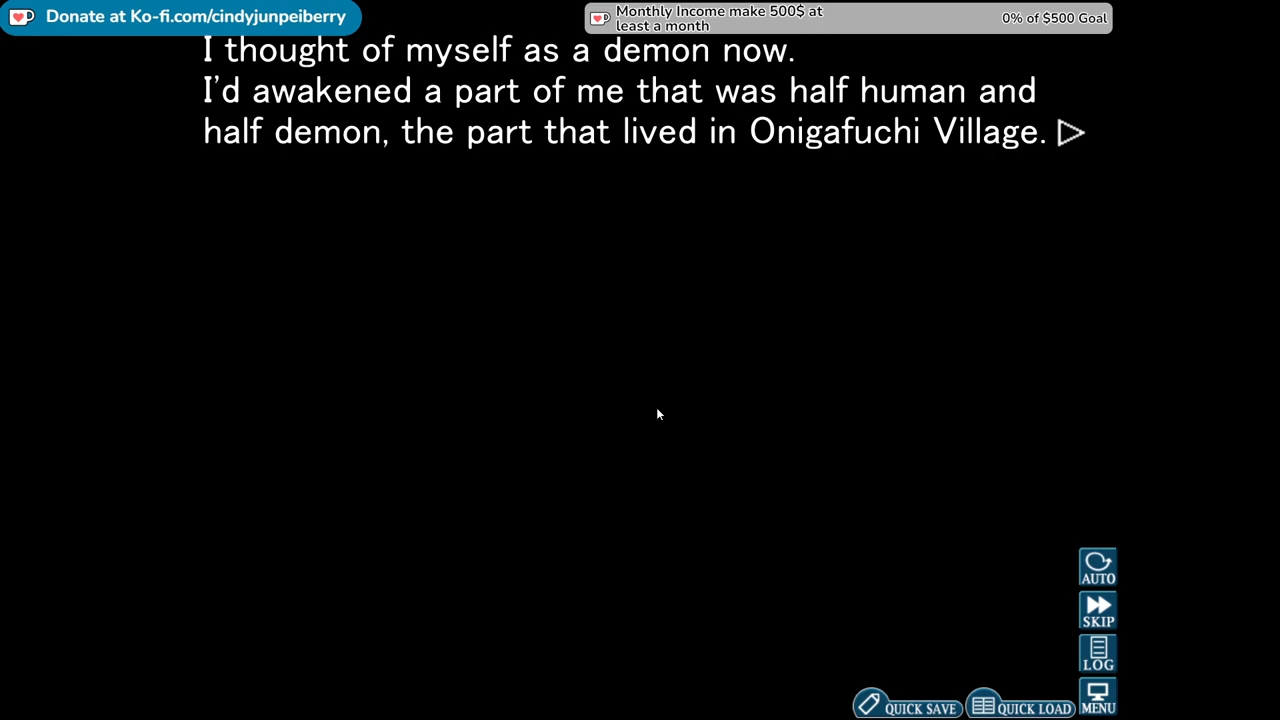 Donate at Ko-fi.com/cindyjunpeiberry
Monthly Income make 500$ at
least a month
0% of $500 Goal
I thought of myself as a demon now.
I'd awakened a part of me that was half human and
half demon, the part that lived in Onigafuchi Village.
AUTO
SKIP
LOG
MENU
QUICK SAVE
QUICK LOAD